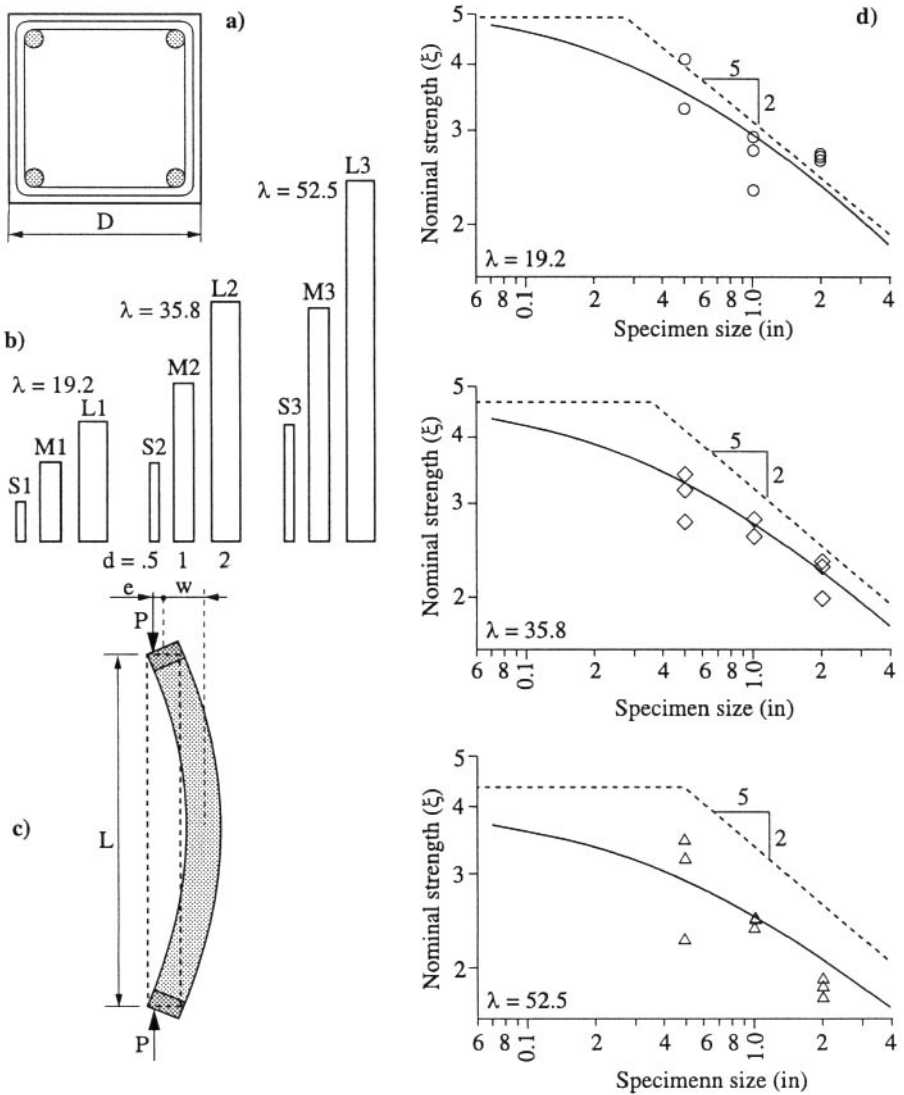 a)
D
b)
λ = 19.2
S1
M1
L1
λ = 35.8
S2
M2
L2
λ = 52.5
S3
M3
L3
d = .5 1 2
c)
e
w
P
L
P
d)
Nominal strength (ξ)
5
4
3
2
5
2
λ = 19.2
6 8 0.1 2 4 6 8 1.0 2 4
Specimen size (in)
Nominal strength (ξ)
5
4
3
2
5
2
λ = 35.8
6 8 0.1 2 4 6 8 1.0 2 4
Specimen size (in)
Nominal strength (ξ)
5
4
3
2
5
2
λ = 52.5
6 8 0.1 2 4 6 8 1.0 2 4
Specimenn size (in)